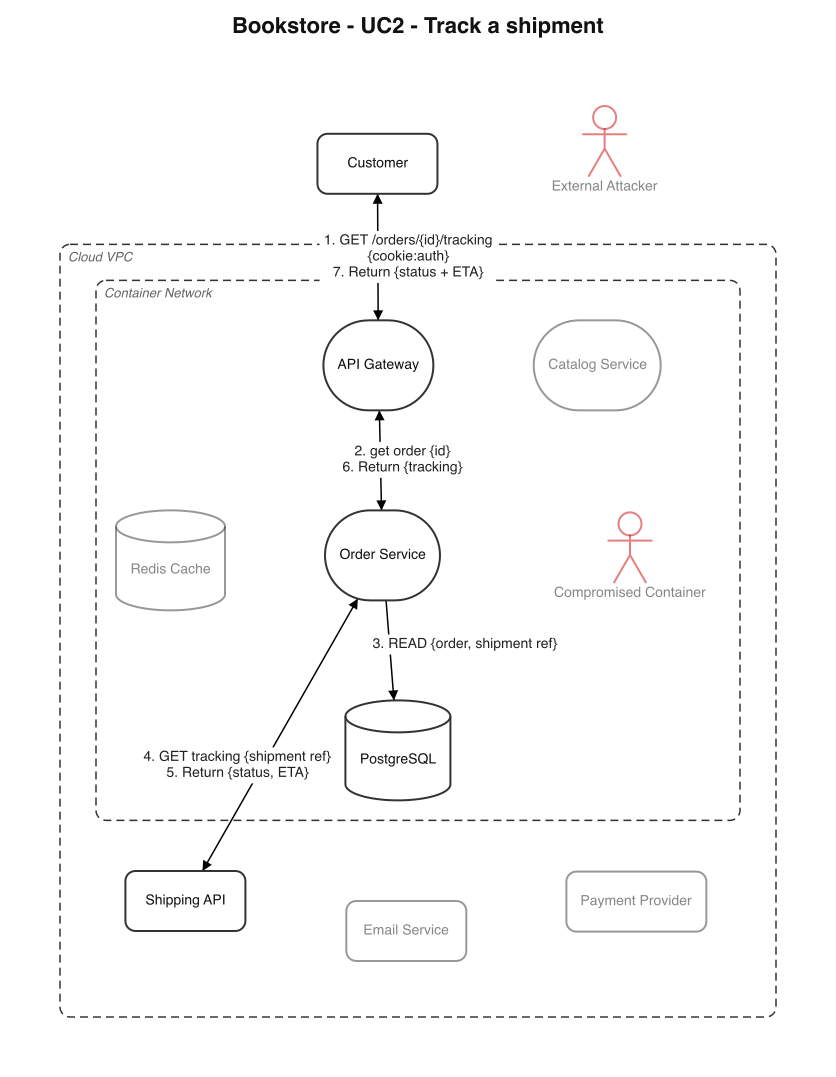 Bookstore - UC2 - Track a shipment
External Attacker
Customer
1. GET /orders/{id}/tracking
{cookie:auth}
7. Return {status + ETA}
Cloud VPC
Container Network
API Gateway
Catalog Service
2. get order {id}
6. Return {tracking}
Redis Cache
Order Service
Compromised Container
3. READ {order, shipment ref}
4. GET tracking {shipment ref}
5. Return {status, ETA}
PostgreSQL
Shipping API
Email Service
Payment Provider